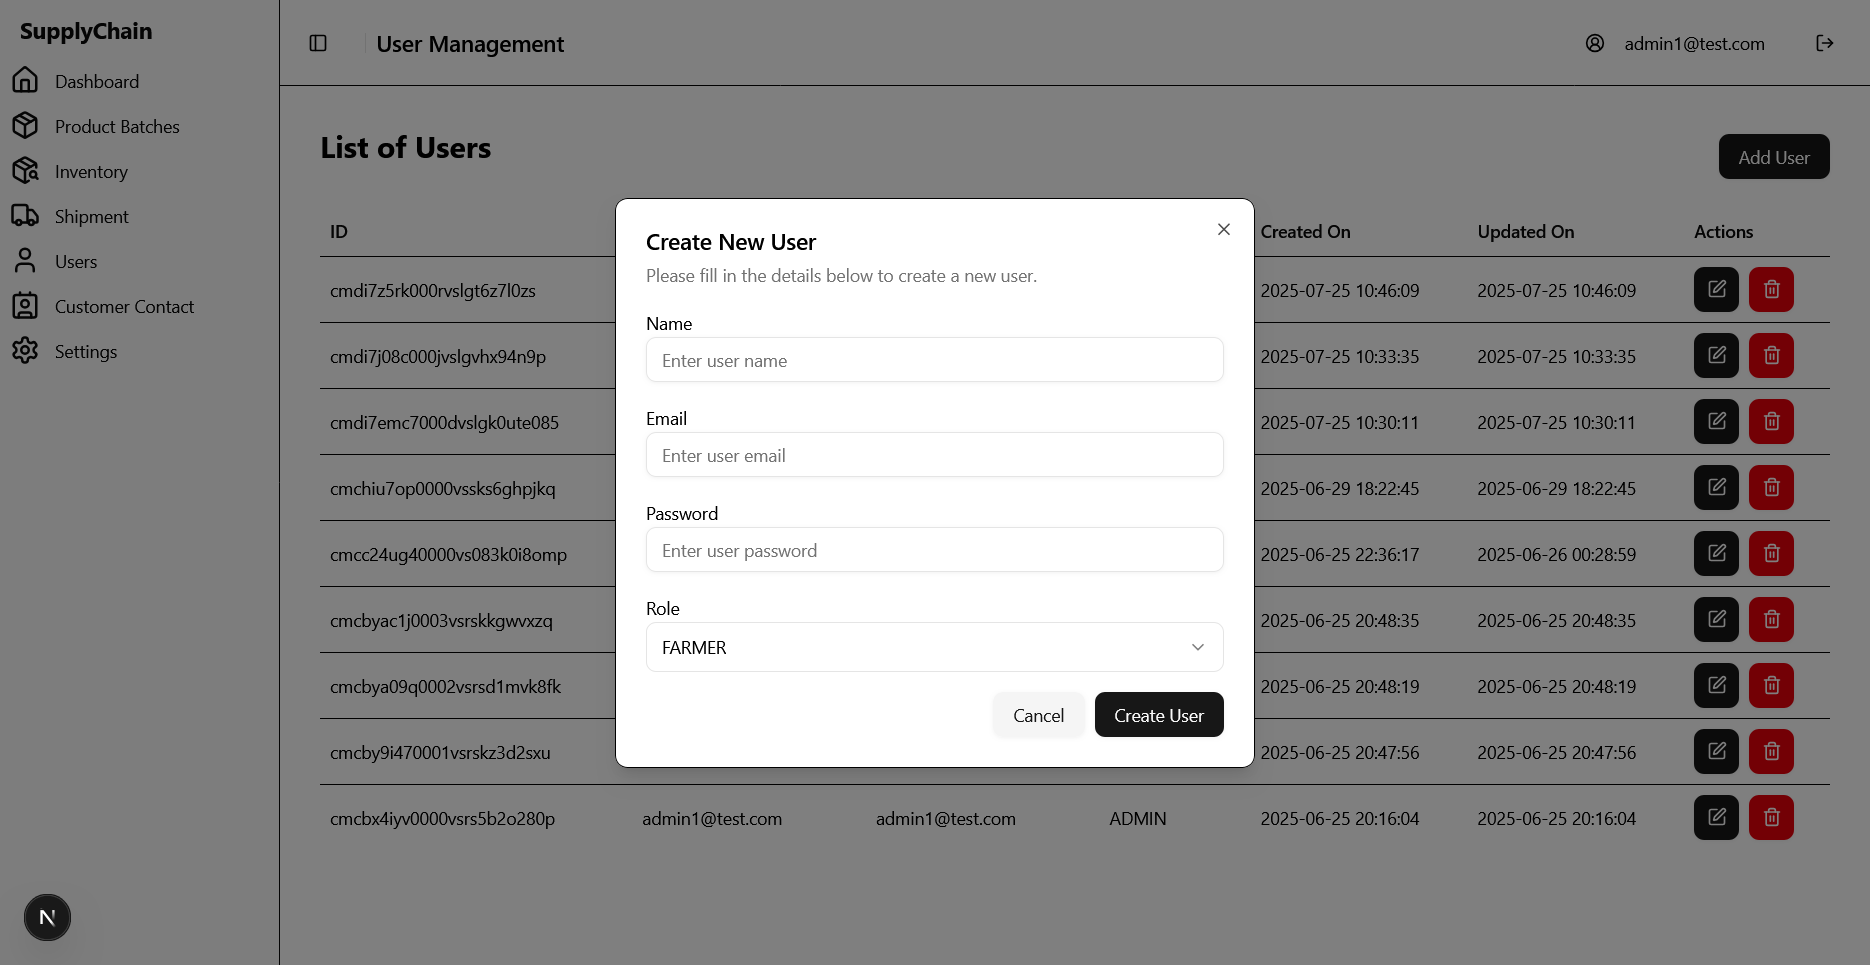 SupplyChain
Dashboard
Product Batches
Inventory
Shipment
Users
Customer Contact
Settings
N
User Management
admin1@test.com
List of Users
Add User
ID Created On Updated On Actions
cmdi7z5rk000rvslgt6z7l0zs 2025-07-25 10:46:09 2025-07-25 10:46:09
cmdi7j08c000jvslgvhx94n9p 2025-07-25 10:33:35 2025-07-25 10:33:35
cmdi7emc7000dvslgk0ute085 2025-07-25 10:30:11 2025-07-25 10:30:11
cmchiu7op0000vssks6ghpjkq 2025-06-29 18:22:45 2025-06-29 18:22:45
cmcc24ug40000vs083k0i8omp 2025-06-25 22:36:17 2025-06-26 00:28:59
cmcbyac1j0003vsrskkgwvxzq 2025-06-25 20:48:35 2025-06-25 20:48:35
cmcbya09q0002vsrsd1mvk8fk 2025-06-25 20:48:19 2025-06-25 20:48:19
cmcby9i470001vsrskz3d2sxu 2025-06-25 20:47:56 2025-06-25 20:47:56
cmcbx4iyv0000vsrs5b2o280p admin1@test.com admin1@test.com ADMIN 2025-06-25 20:16:04 2025-06-25 20:16:04
Create New User
Please fill in the details below to create a new user.
Name
Enter user name
Email
Enter user email
Password
Enter user password
Role
FARMER
Cancel Create User